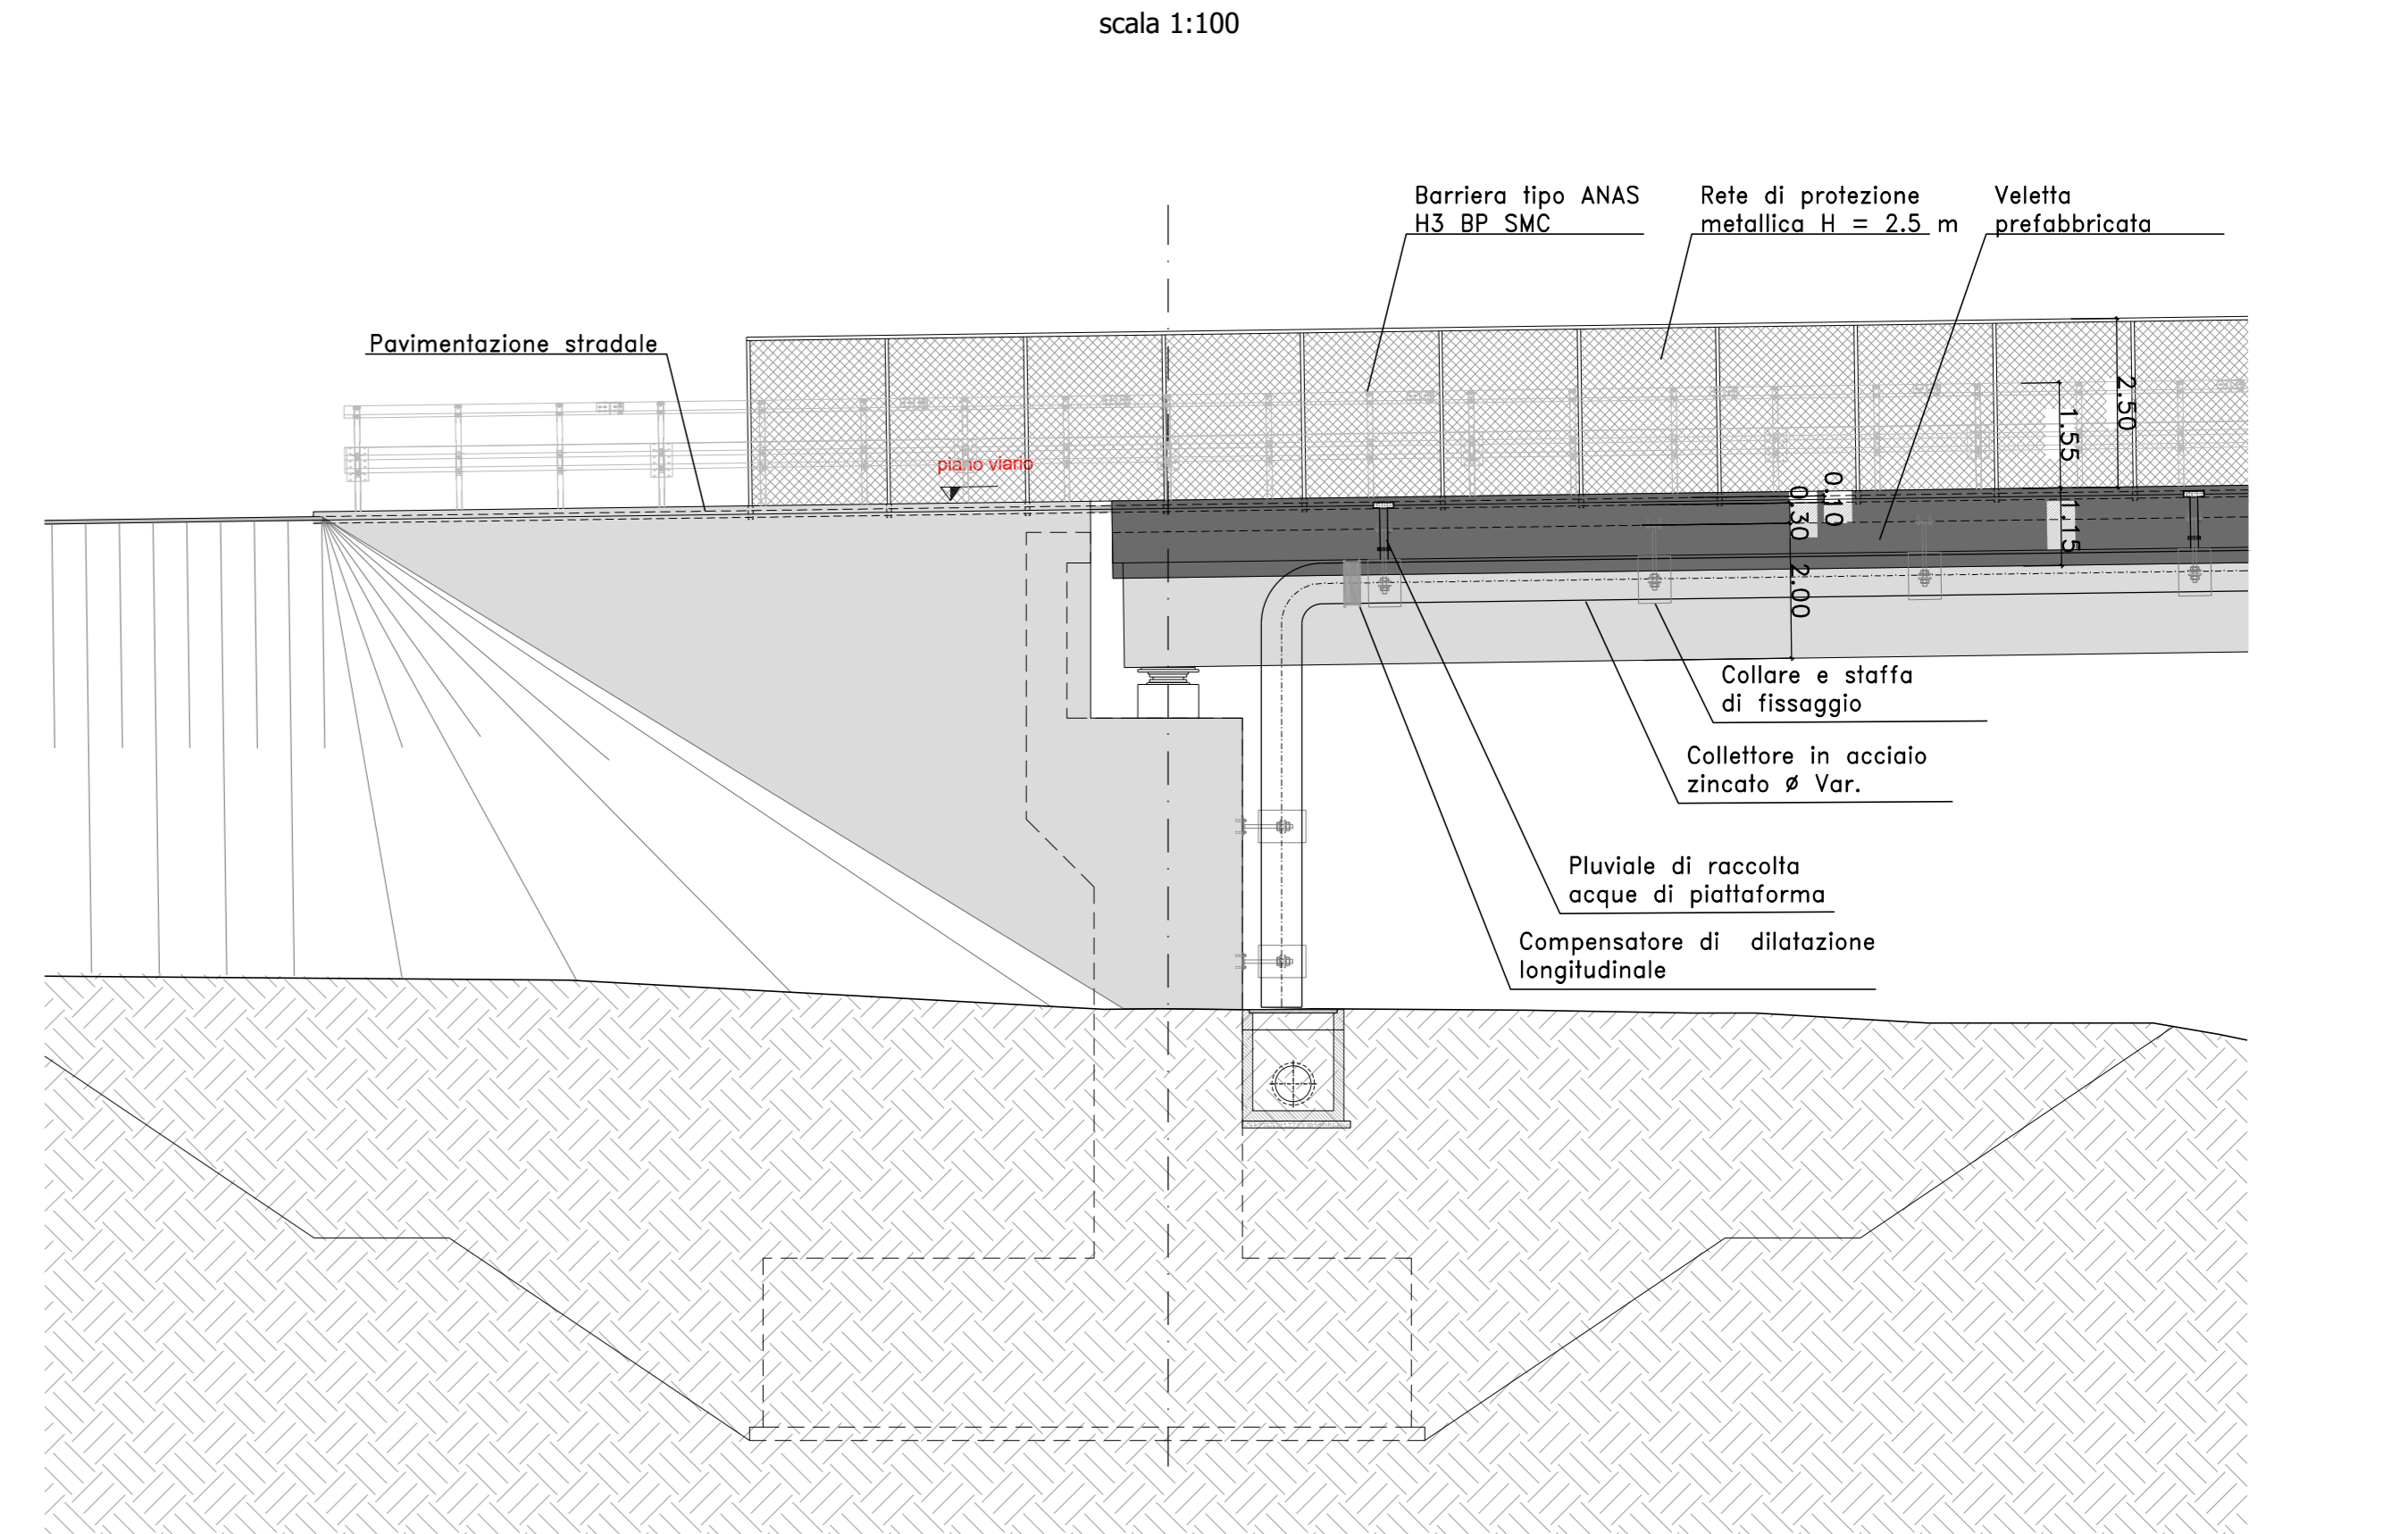 scala 1:100
Barriera tipo ANAS
H3 BP SMC
Rete di protezione
metallica H = 2.5 m
Veletta
prefabbricata
Pavimentazione stradale
piano viario
2.50
1.55
0.10
0.30
1.15
2.00
Collare e staffa
di fissaggio
Collettore in acciaio
zincato ø Var.
Pluviale di raccolta
acque di piattaforma
Compensatore di dilatazione
longitudinale